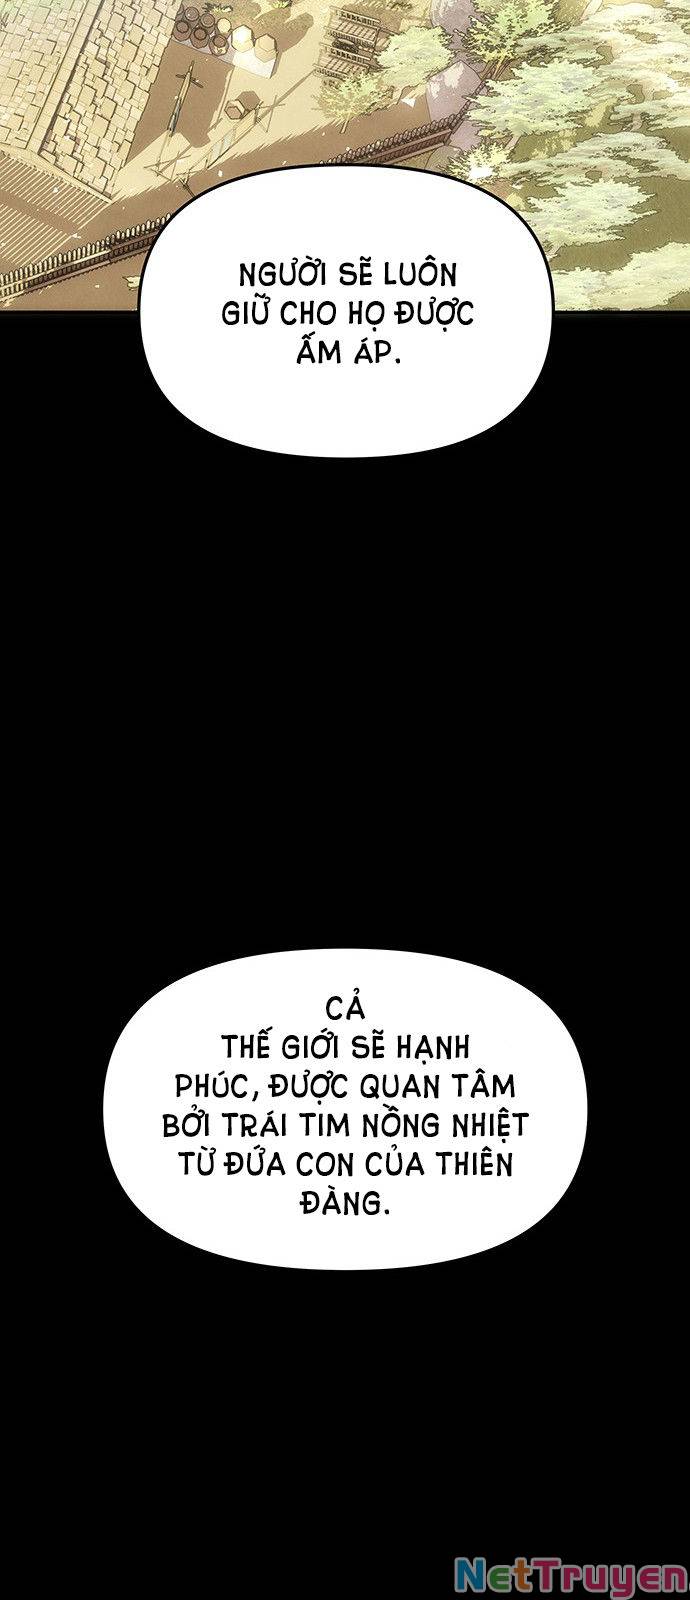 NGƯỜI SẼ LUÔN
GIỮ CHO HỌ ĐƯỢC
ẤM ÁP.
CẢ
THẾ GIỚI SẼ HẠNH
PHÚC, ĐƯỢC QUAN TÂM
BỞI TRÁI TIM NỒNG NHIỆT
TỪ ĐỨA CON CỦA THIÊN
ĐÀNG.
NetTruyen